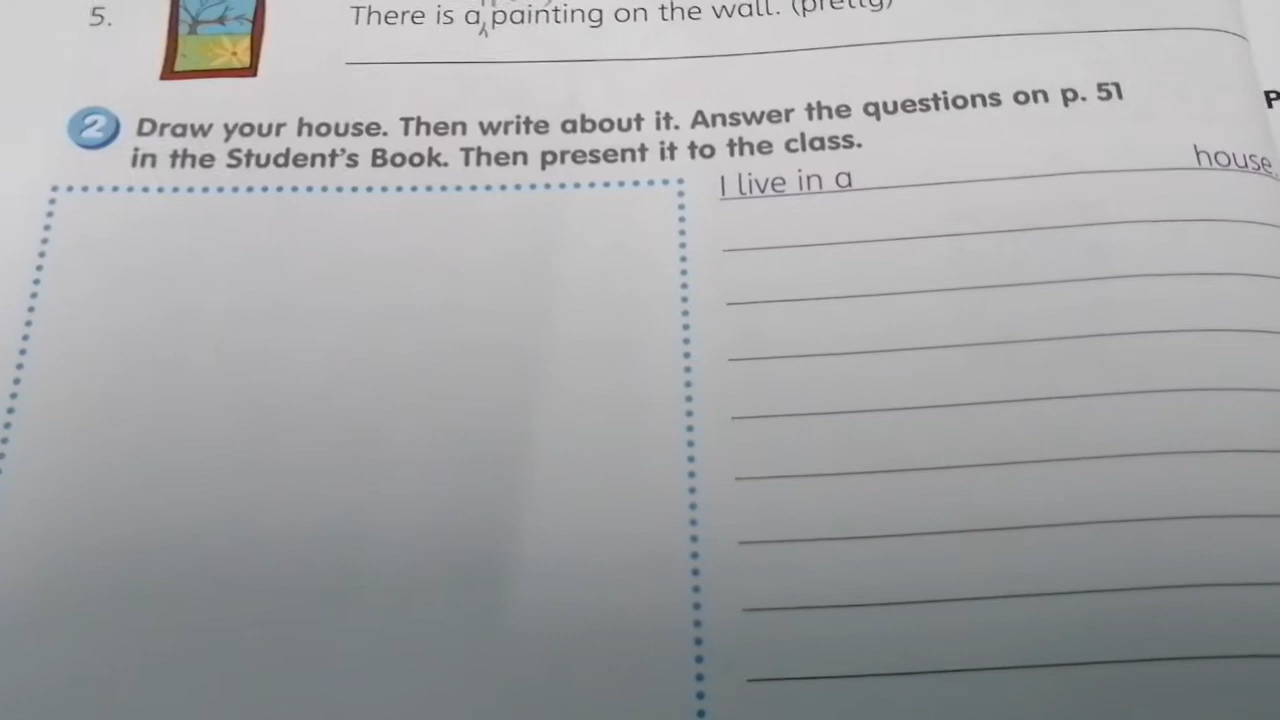 5.
There is a painting on the wall. (pretty)
2 Draw your house. Then write about it. Answer the questions on p. 51
in the Student's Book. Then present it to the class.
I live in a house.